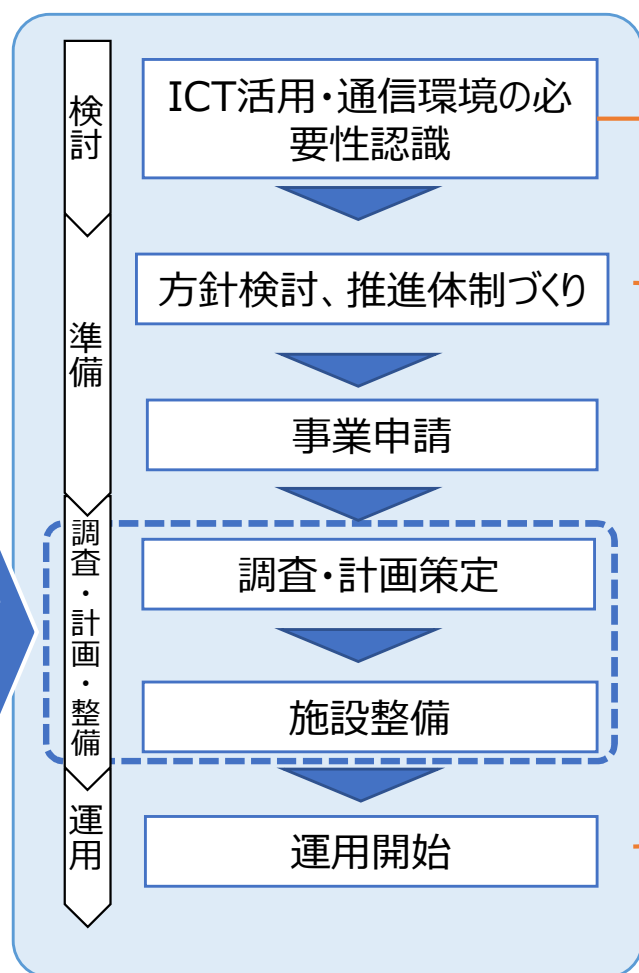 検討
ICT活用・通信環境の必
要性認識
準備
方針検討、推進体制づくり
事業申請
調査・計画・整備
調査・計画策定
施設整備
運用
運用開始